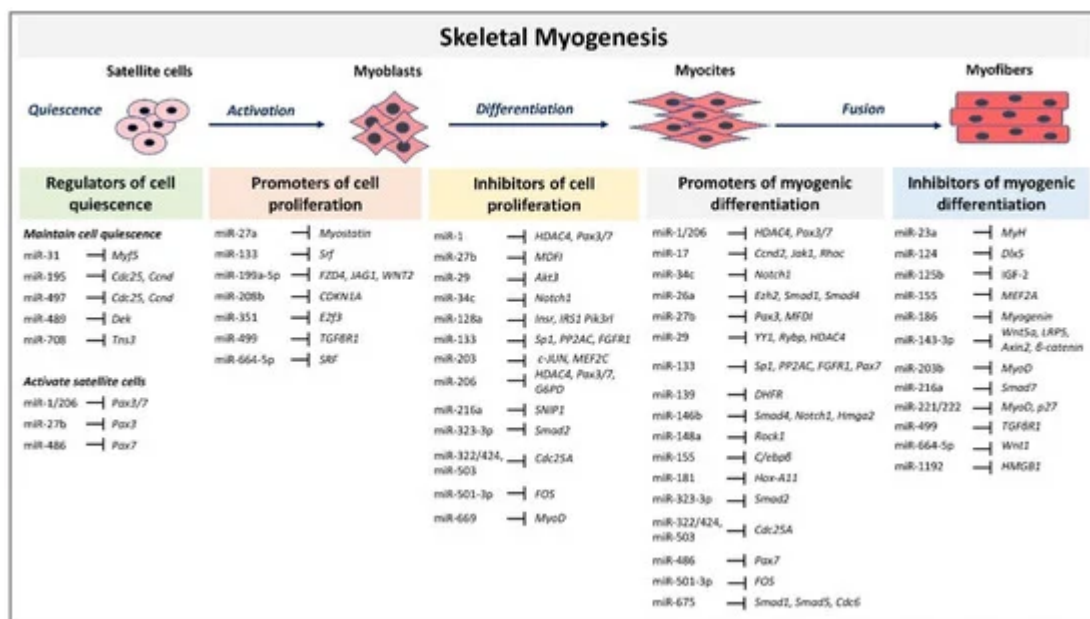 Skeletal Myogenesis
Satellite cells
Myoblasts
Myocites
Myofibers
Quiescence
Activation
Differentiation
Fusion
Regulators of cell
quiescence
Maintain cell quiescence
miR-31 Myf5
miR-195 Cdc25, Ccnd
miR-497 Cdc25, Ccnd
miR-489 Dek
miR-708 Tns3
Activate satellite cells
miR-1/206 Pax3/7
miR-27b Pax3
miR-486 Pax7
Promoters of cell
proliferation
miR-27a Myostatin
miR-133 Srf
miR-199a-5p FZD4, JAG1, WNT2
miR-208b CDKN1A
miR-351 E2f3
miR-499 TGFβR1
miR-664-5p SRF
Inhibitors of cell
proliferation
miR-1 HDAC4, Pax3/7
miR-27b MDFI
miR-29 Akt3
miR-34c Notch1
miR-128a Insr, IRS1 Pik3rl
miR-133 Sp1, PP2AC, FGFR1
miR-203 c-JUN, MEF2C
miR-206 HDAC4, Pax3/7,
G6PD
miR-216a SNIP1
miR-323-3p Smad2
miR-322/424,
miR-503 Cdc25A
miR-501-3p FOS
miR-669 MyoD
Promoters of myogenic
differentiation
miR-1/206 HDAC4, Pax3/7
miR-17 Ccnd2, Jak1, Rhoc
miR-34c Notch1
miR-26a Ezh2, Smad1, Smad4
miR-27b Pax3, MFDI
miR-29 YY1, Rybp, HDAC4
miR-133 Sp1, PP2AC, FGFR1, Pax7
miR-139 DHFR
miR-146b Smad4, Notch1, Hmga2
miR-148a Rock1
miR-155 C/ebpβ
miR-181 Hox-A11
miR-323-3p Smad2
miR-322/424,
miR-503 Cdc25A
miR-486 Pax7
miR-501-3p FOS
miR-675 Smad1, Smad5, Cdc6
Inhibitors of myogenic
differentiation
miR-23a MyH
miR-124 Dlx5
miR-125b IGF-2
miR-155 MEF2A
miR-186 Myogenin
miR-143-3p Wnt5a, LRP5,
Axin2, β-catenin
miR-203b MyoD
miR-216a Smad7
miR-221/222 MyoD, p27
miR-499 TGFβR1
miR-664-5p Wnt1
miR-1192 HMGB1